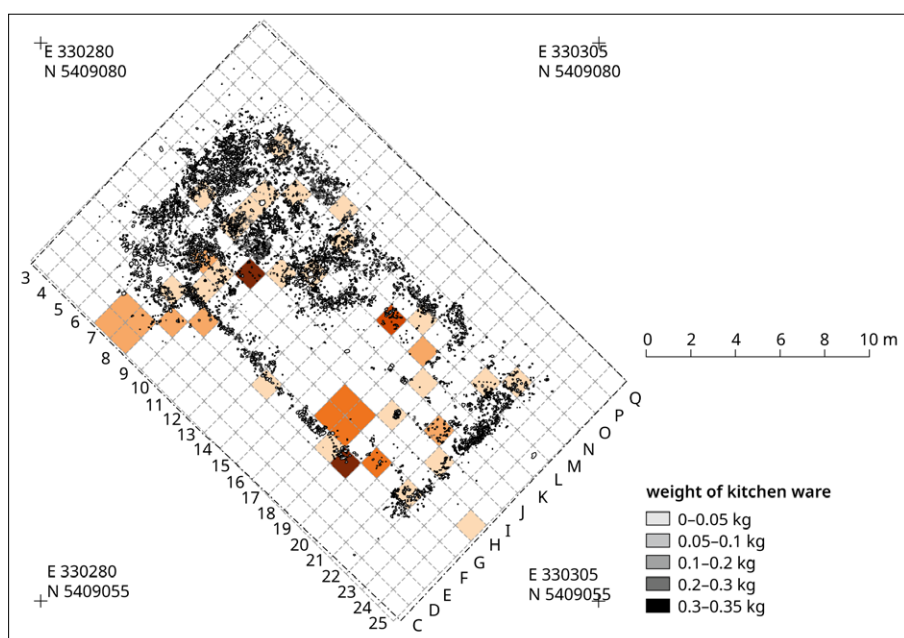 E 330280
N 5409080
E 330305
N 5409080
3
4
5
6
7
8
9
10
11
12
13
14
15
16
17
18
19
20
21
22
23
24
25
C
D
E
F
G
H
I
J
K
L
M
N
O
P
Q
0 2 4 6 8 10 m
weight of kitchen ware
0–0.05 kg
0.05–0.1 kg
0.1–0.2 kg
0.2–0.3 kg
0.3–0.35 kg
E 330280
N 5409055
E 330305
N 5409055